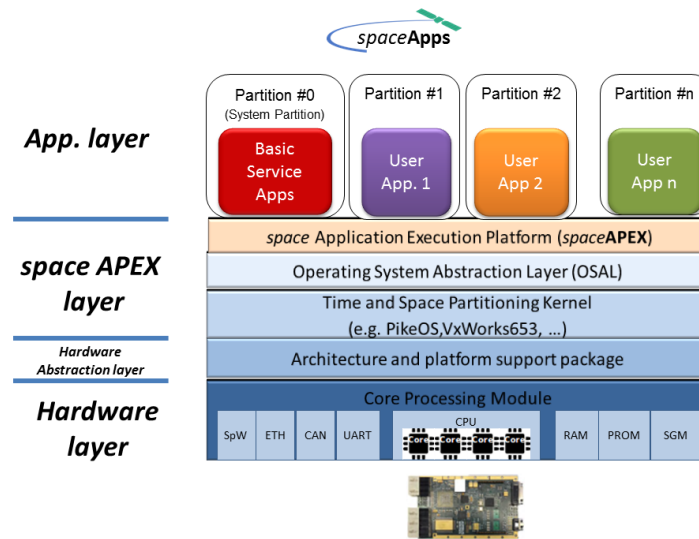 spaceApps
Partition #0
(System Partition)
Partition #1
Partition #2
Partition #n
App. layer
Basic
Service
Apps
User
App. 1
User
App 2
User
App n
space Application Execution Platform (spaceAPEX)
space APEX
layer
Operating System Abstraction Layer (OSAL)
Time and Space Partitioning Kernel
(e.g. PikeOS,VxWorks653, ...)
Hardware
Abstraction layer
Architecture and platform support package
Hardware
layer
Core Processing Module
SpW
ETH
CAN
UART
CPU
Core
Core
Core
Core
RAM
PROM
SGM